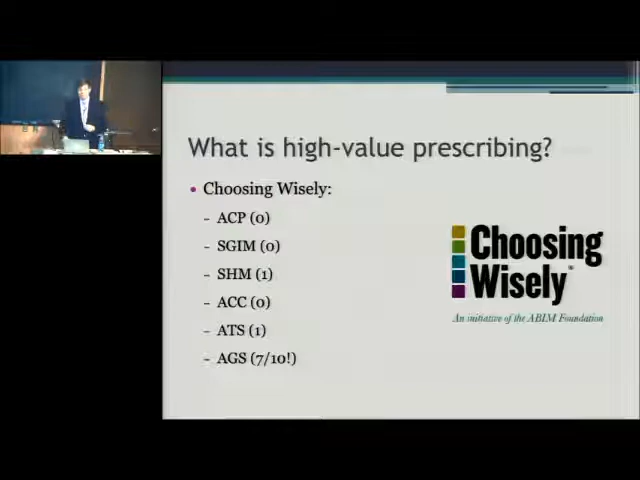 What is high-value prescribing?
• Choosing Wisely:
- ACP (0)
- SGIM (0)
- SHM (1)
- ACC (0)
- ATS (1)
- AGS (7/10!)
Choosing
Wisely®
An initiative of the ABIM Foundation